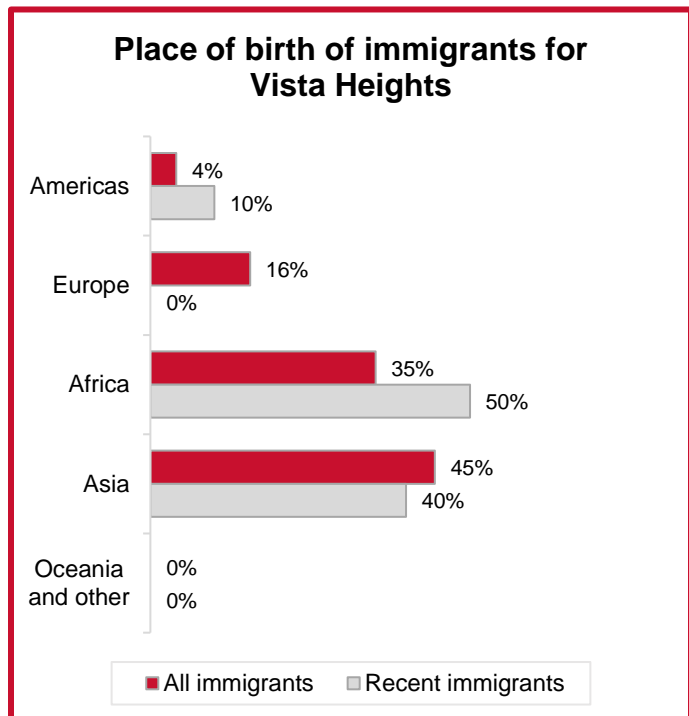 Place of birth of immigrants for
Vista Heights
Americas
4%
10%
Europe
16%
0%
Africa
35%
50%
Asia
45%
40%
Oceania
and other
0%
0%
All immigrants
Recent immigrants